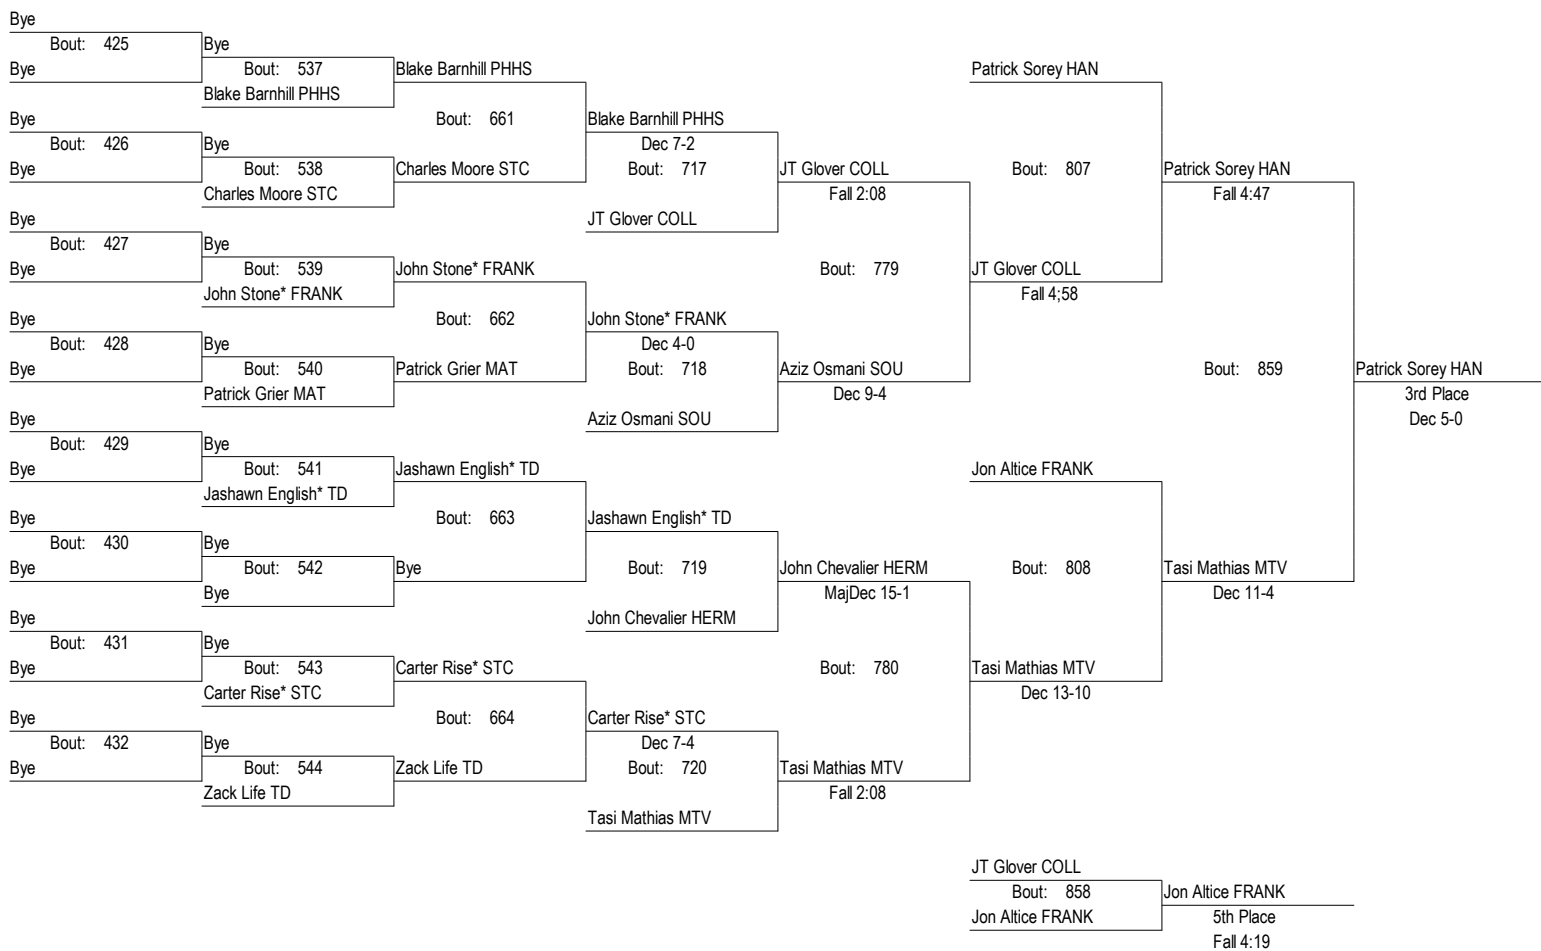 Bye
Bout: 425 Bye
Bye Bout: 537 Blake Barnhill PHHS Patrick Sorey HAN
Blake Barnhill PHHS
Bye Bout: 661 Blake Barnhill PHHS
Bout: 426 Bye Dec 7-2
Bye Bout: 538 Charles Moore STC Bout: 717 JT Glover COLL Bout: 807 Patrick Sorey HAN
Charles Moore STC Fall 2:08 Fall 4:47
Bye JT Glover COLL
Bout: 427 Bye
Bye Bout: 539 John Stone* FRANK Bout: 779 JT Glover COLL
John Stone* FRANK Fall 4;58
Bye Bout: 662 John Stone* FRANK
Bout: 428 Bye Dec 4-0
Bye Bout: 540 Patrick Grier MAT Bout: 718 Aziz Osmani SOU Bout: 859 Patrick Sorey HAN
Patrick Grier MAT Dec 9-4 3rd Place
Bye Aziz Osmani SOU Dec 5-0
Bout: 429 Bye
Bye Bout: 541 Jashawn English* TD Jon Altice FRANK
Jashawn English* TD
Bye Bout: 663 Jashawn English* TD
Bout: 430 Bye
Bye Bout: 542 Bye Bout: 719 John Chevalier HERM Bout: 808 Tasi Mathias MTV
Bye MajDec 15-1 Dec 11-4
Bye John Chevalier HERM
Bout: 431 Bye
Bye Bout: 543 Carter Rise* STC Bout: 780 Tasi Mathias MTV
Carter Rise* STC Dec 13-10
Bye Bout: 664 Carter Rise* STC
Bout: 432 Bye Dec 7-4
Bye Bout: 544 Zack Life TD Bout: 720 Tasi Mathias MTV
Zack Life TD Fall 2:08
Tasi Mathias MTV
JT Glover COLL
Bout: 858 Jon Altice FRANK
Jon Altice FRANK 5th Place
Fall 4:19